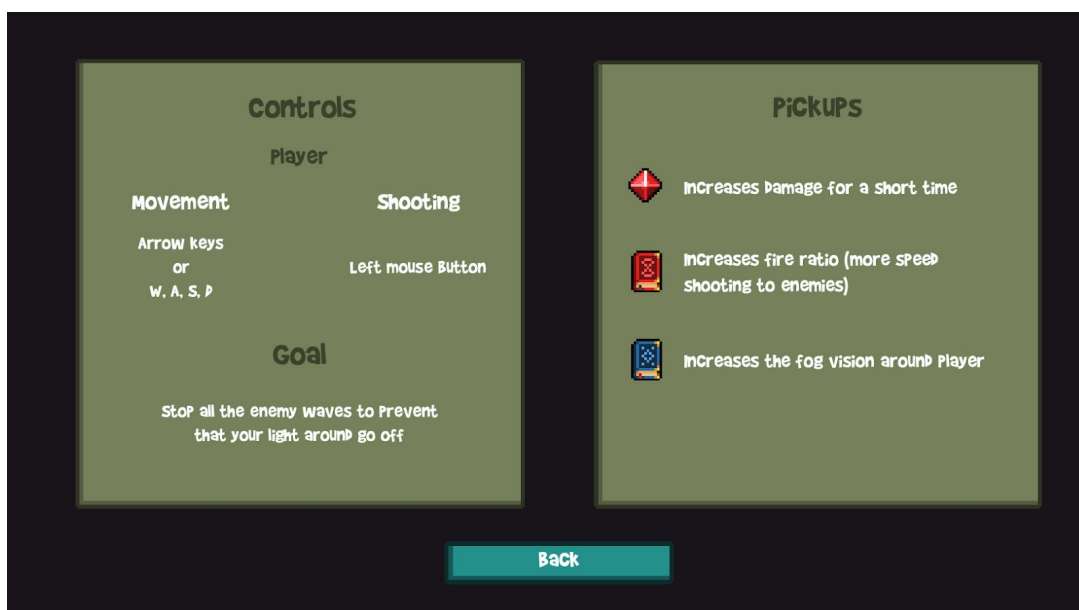 Controls
Player
Movement
Shooting
Arrow keys
or
W, A, S, D
Left mouse Button
Goal
Stop all the enemy waves to prevent
that your light around go off
Pickups
Increases Damage for a short time
Increases fire ratio (more speed
shooting to enemies)
Increases the fog vision around Player
Back